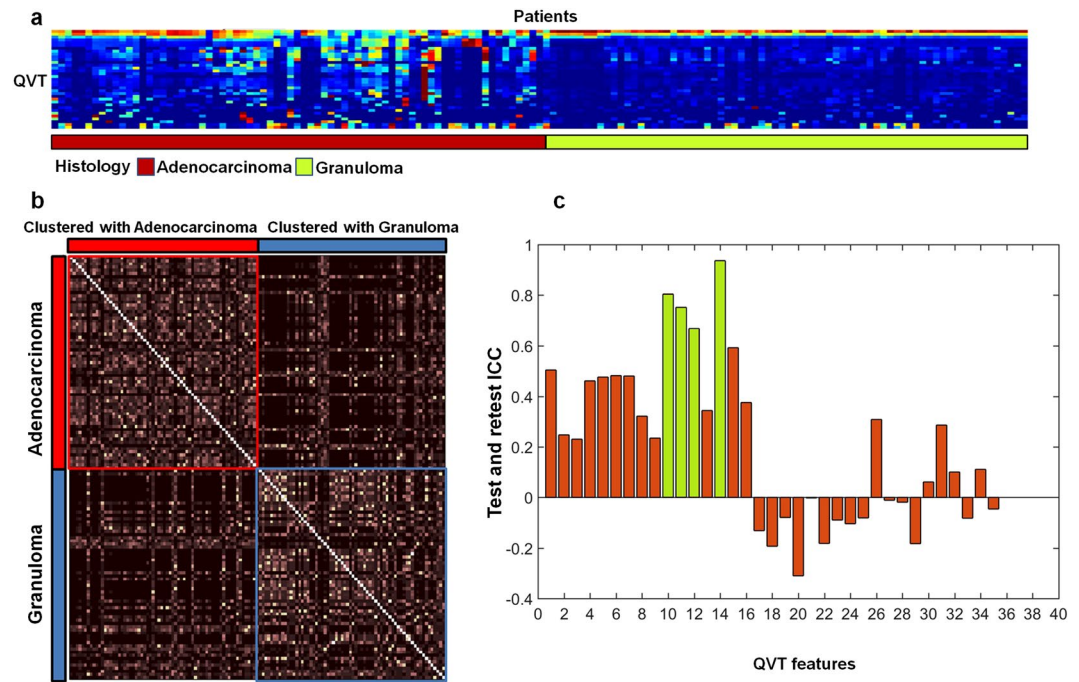 a
Patients
QVT
Histology Adenocarcinoma Granuloma
b
Clustered with Adenocarcinoma Clustered with Granuloma
Adenocarcinoma
Granuloma
c
Test and retest ICC
1
0.8
0.6
0.4
0.2
0
-0.2
-0.4
0 2 4 6 8 10 12 14 16 18 20 22 24 26 28 30 32 34 36 38 40
QVT features